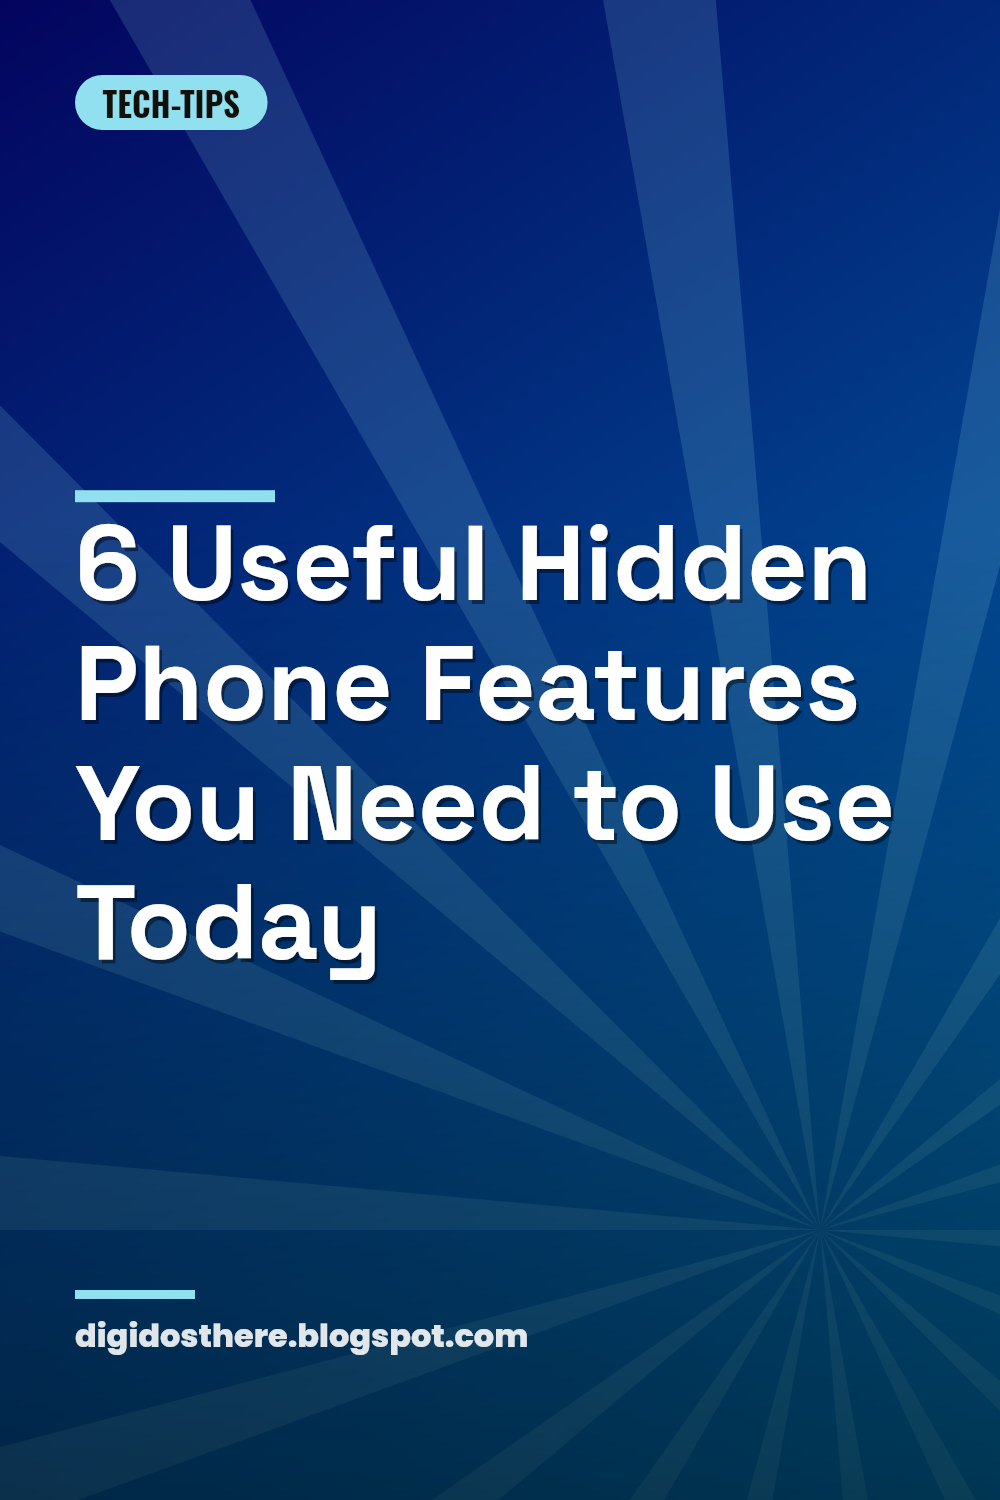 TECH-TIPS
6 Useful Hidden
Phone Features
You Need to Use
Today
digidosthere.blogspot.com